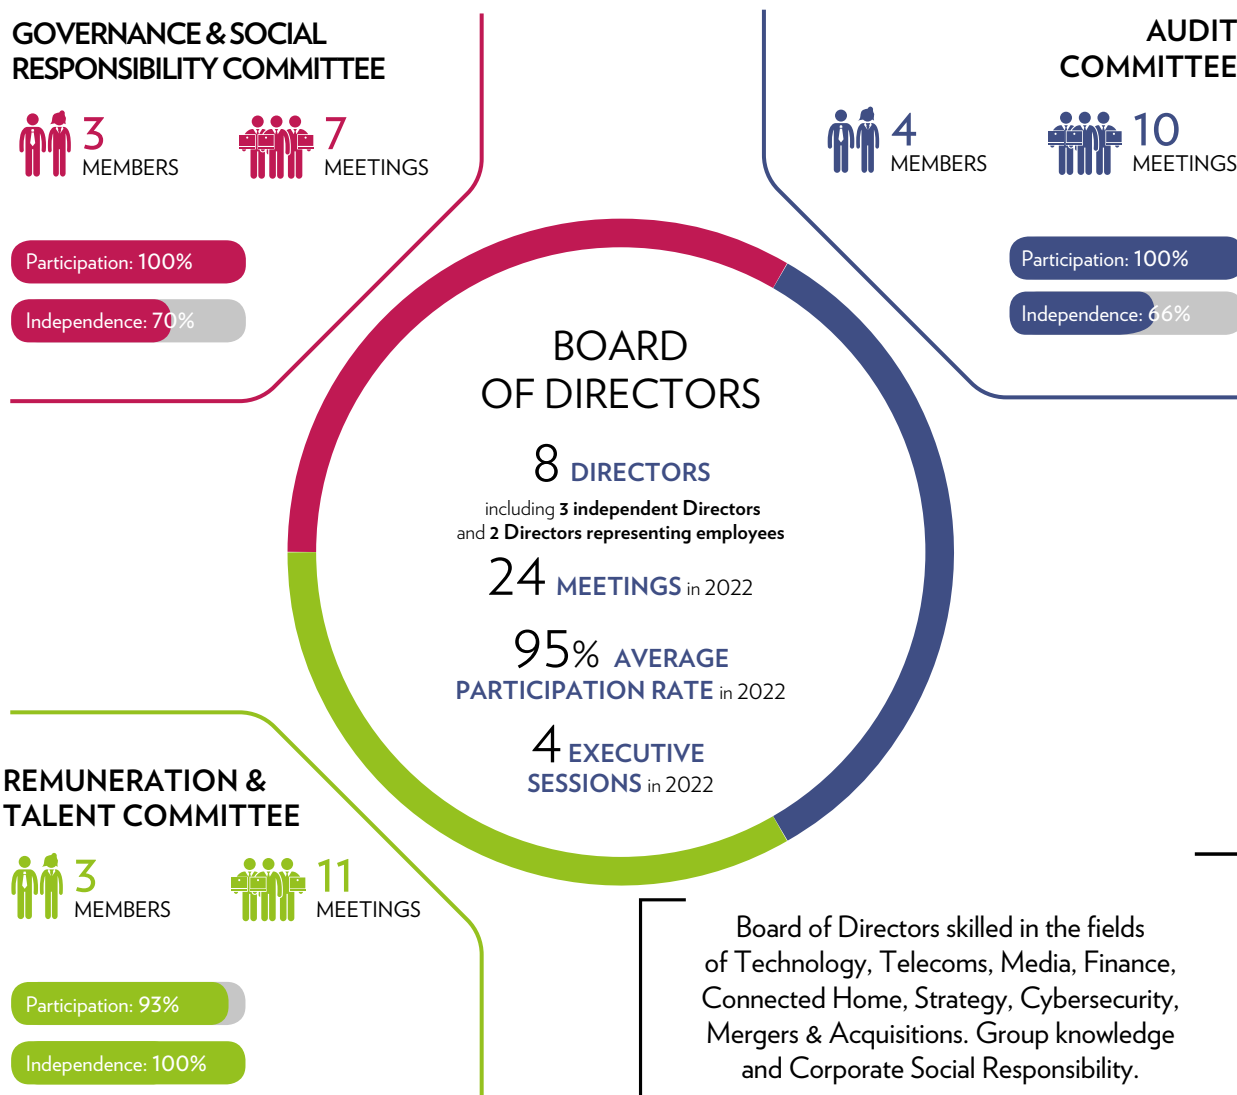 GOVERNANCE & SOCIAL
RESPONSIBILITY COMMITTEE
3
MEMBERS
7
MEETINGS
Participation: 100%
Independence: 70%
AUDIT
COMMITTEE
4
MEMBERS
10
MEETINGS
Participation: 100%
Independence: 66%
BOARD
OF DIRECTORS
8 DIRECTORS
including 3 independent Directors
and 2 Directors representing employees
24 MEETINGS in 2022
95% AVERAGE
PARTICIPATION RATE in 2022
4 EXECUTIVE
SESSIONS in 2022
REMUNERATION &
TALENT COMMITTEE
3
MEMBERS
11
MEETINGS
Participation: 93%
Independence: 100%
Board of Directors skilled in the fields
of Technology, Telecoms, Media, Finance,
Connected Home, Strategy, Cybersecurity,
Mergers & Acquisitions. Group knowledge
and Corporate Social Responsibility.